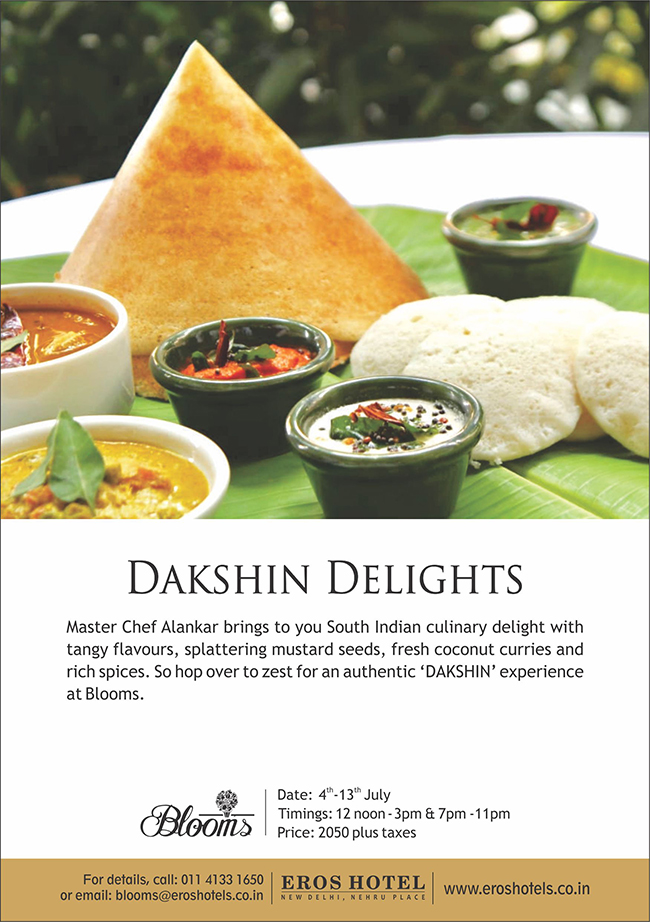 DAKSHIN DELIGHTS
Master Chef Alankar brings to you South Indian culinary delight with
tangy flavours, splattering mustard seeds, fresh coconut curries and
rich spices. So hop over to zest for an authentic ‘DAKSHIN’ experience
at Blooms.
Blooms
Date: 4th-13th July
Timings: 12 noon - 3pm & 7pm -11pm
Price: 2050 plus taxes
For details, call: 011 4133 1650
or email: blooms@eroshotels.co.in
EROS HOTEL
NEW DELHI, NEHRU PLACE
www.eroshotels.co.in